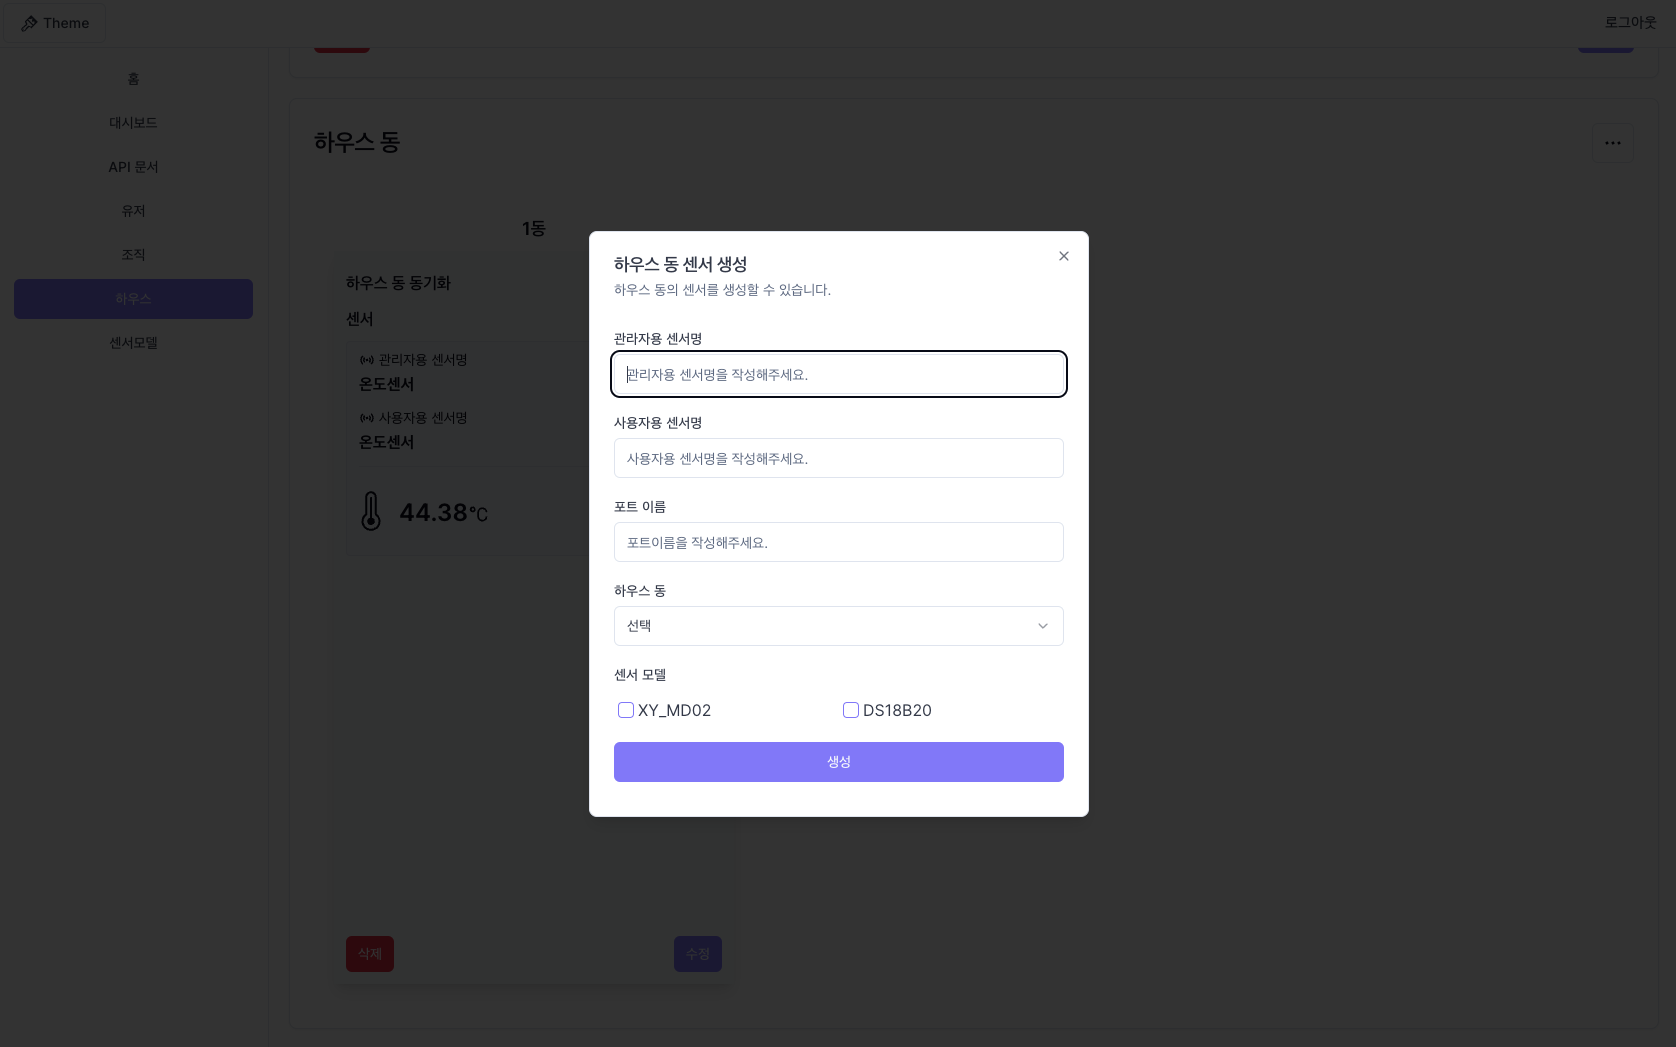 Theme
로그아웃
홈
대시보드
API 문서
유저
조직
하우스
센서모델
하우스 동
1동
하우스 동 동기화
센서
관리자용 센서명
온도센서
사용자용 센서명
온도센서
44.38°C
삭제
수정
하우스 동 센서 생성
하우스 동의 센서를 생성할 수 있습니다.
관라자용 센서명
관리자용 센서명을 작성해주세요.
사용자용 센서명
사용자용 센서명을 작성해주세요.
포트 이름
포트이름을 작성해주세요.
하우스 동
선택
센서 모델
XY_MD02 DS18B20
생성